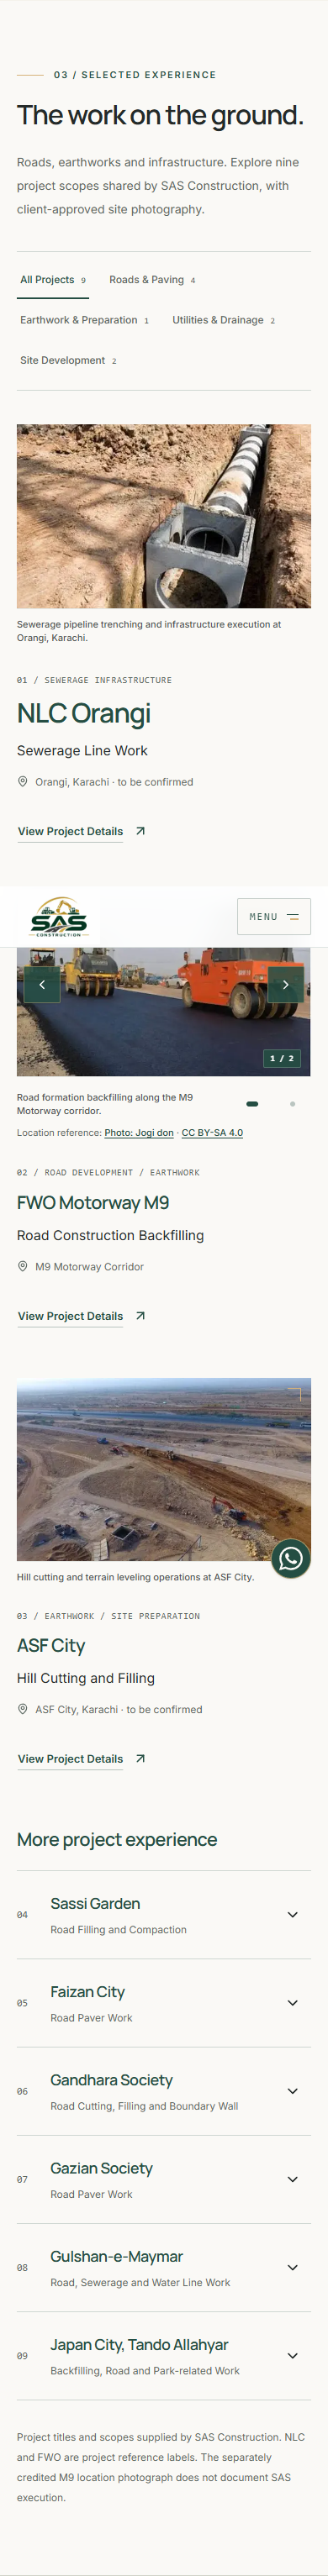 03 / SELECTED EXPERIENCE
The work on the ground.
Roads, earthworks and infrastructure. Explore nine
project scopes shared by SAS Construction, with
client-approved site photography.
All Projects 9
Roads & Paving 4
Earthwork & Preparation 1
Utilities & Drainage 2
Site Development 2
Sewerage pipeline trenching and infrastructure execution at
Orangi, Karachi.
01 / SEWERAGE INFRASTRUCTURE
NLC Orangi
Sewerage Line Work
Orangi, Karachi · to be confirmed
View Project Details
SAS
CONSTRUCTION
MENU
1 / 2
Road formation backfilling along the M9
Motorway corridor.
Location reference: Photo: Jogi don · CC BY-SA 4.0
02 / ROAD DEVELOPMENT / EARTHWORK
FWO Motorway M9
Road Construction Backfilling
M9 Motorway Corridor
View Project Details
Hill cutting and terrain leveling operations at ASF City.
03 / EARTHWORK / SITE PREPARATION
ASF City
Hill Cutting and Filling
ASF City, Karachi · to be confirmed
View Project Details
More project experience
04
Sassi Garden
Road Filling and Compaction
05
Faizan City
Road Paver Work
06
Gandhara Society
Road Cutting, Filling and Boundary Wall
07
Gazian Society
Road Paver Work
08
Gulshan-e-Maymar
Road, Sewerage and Water Line Work
09
Japan City, Tando Allahyar
Backfilling, Road and Park-related Work
Project titles and scopes supplied by SAS Construction. NLC
and FWO are project reference labels. The separately
credited M9 location photograph does not document SAS
execution.